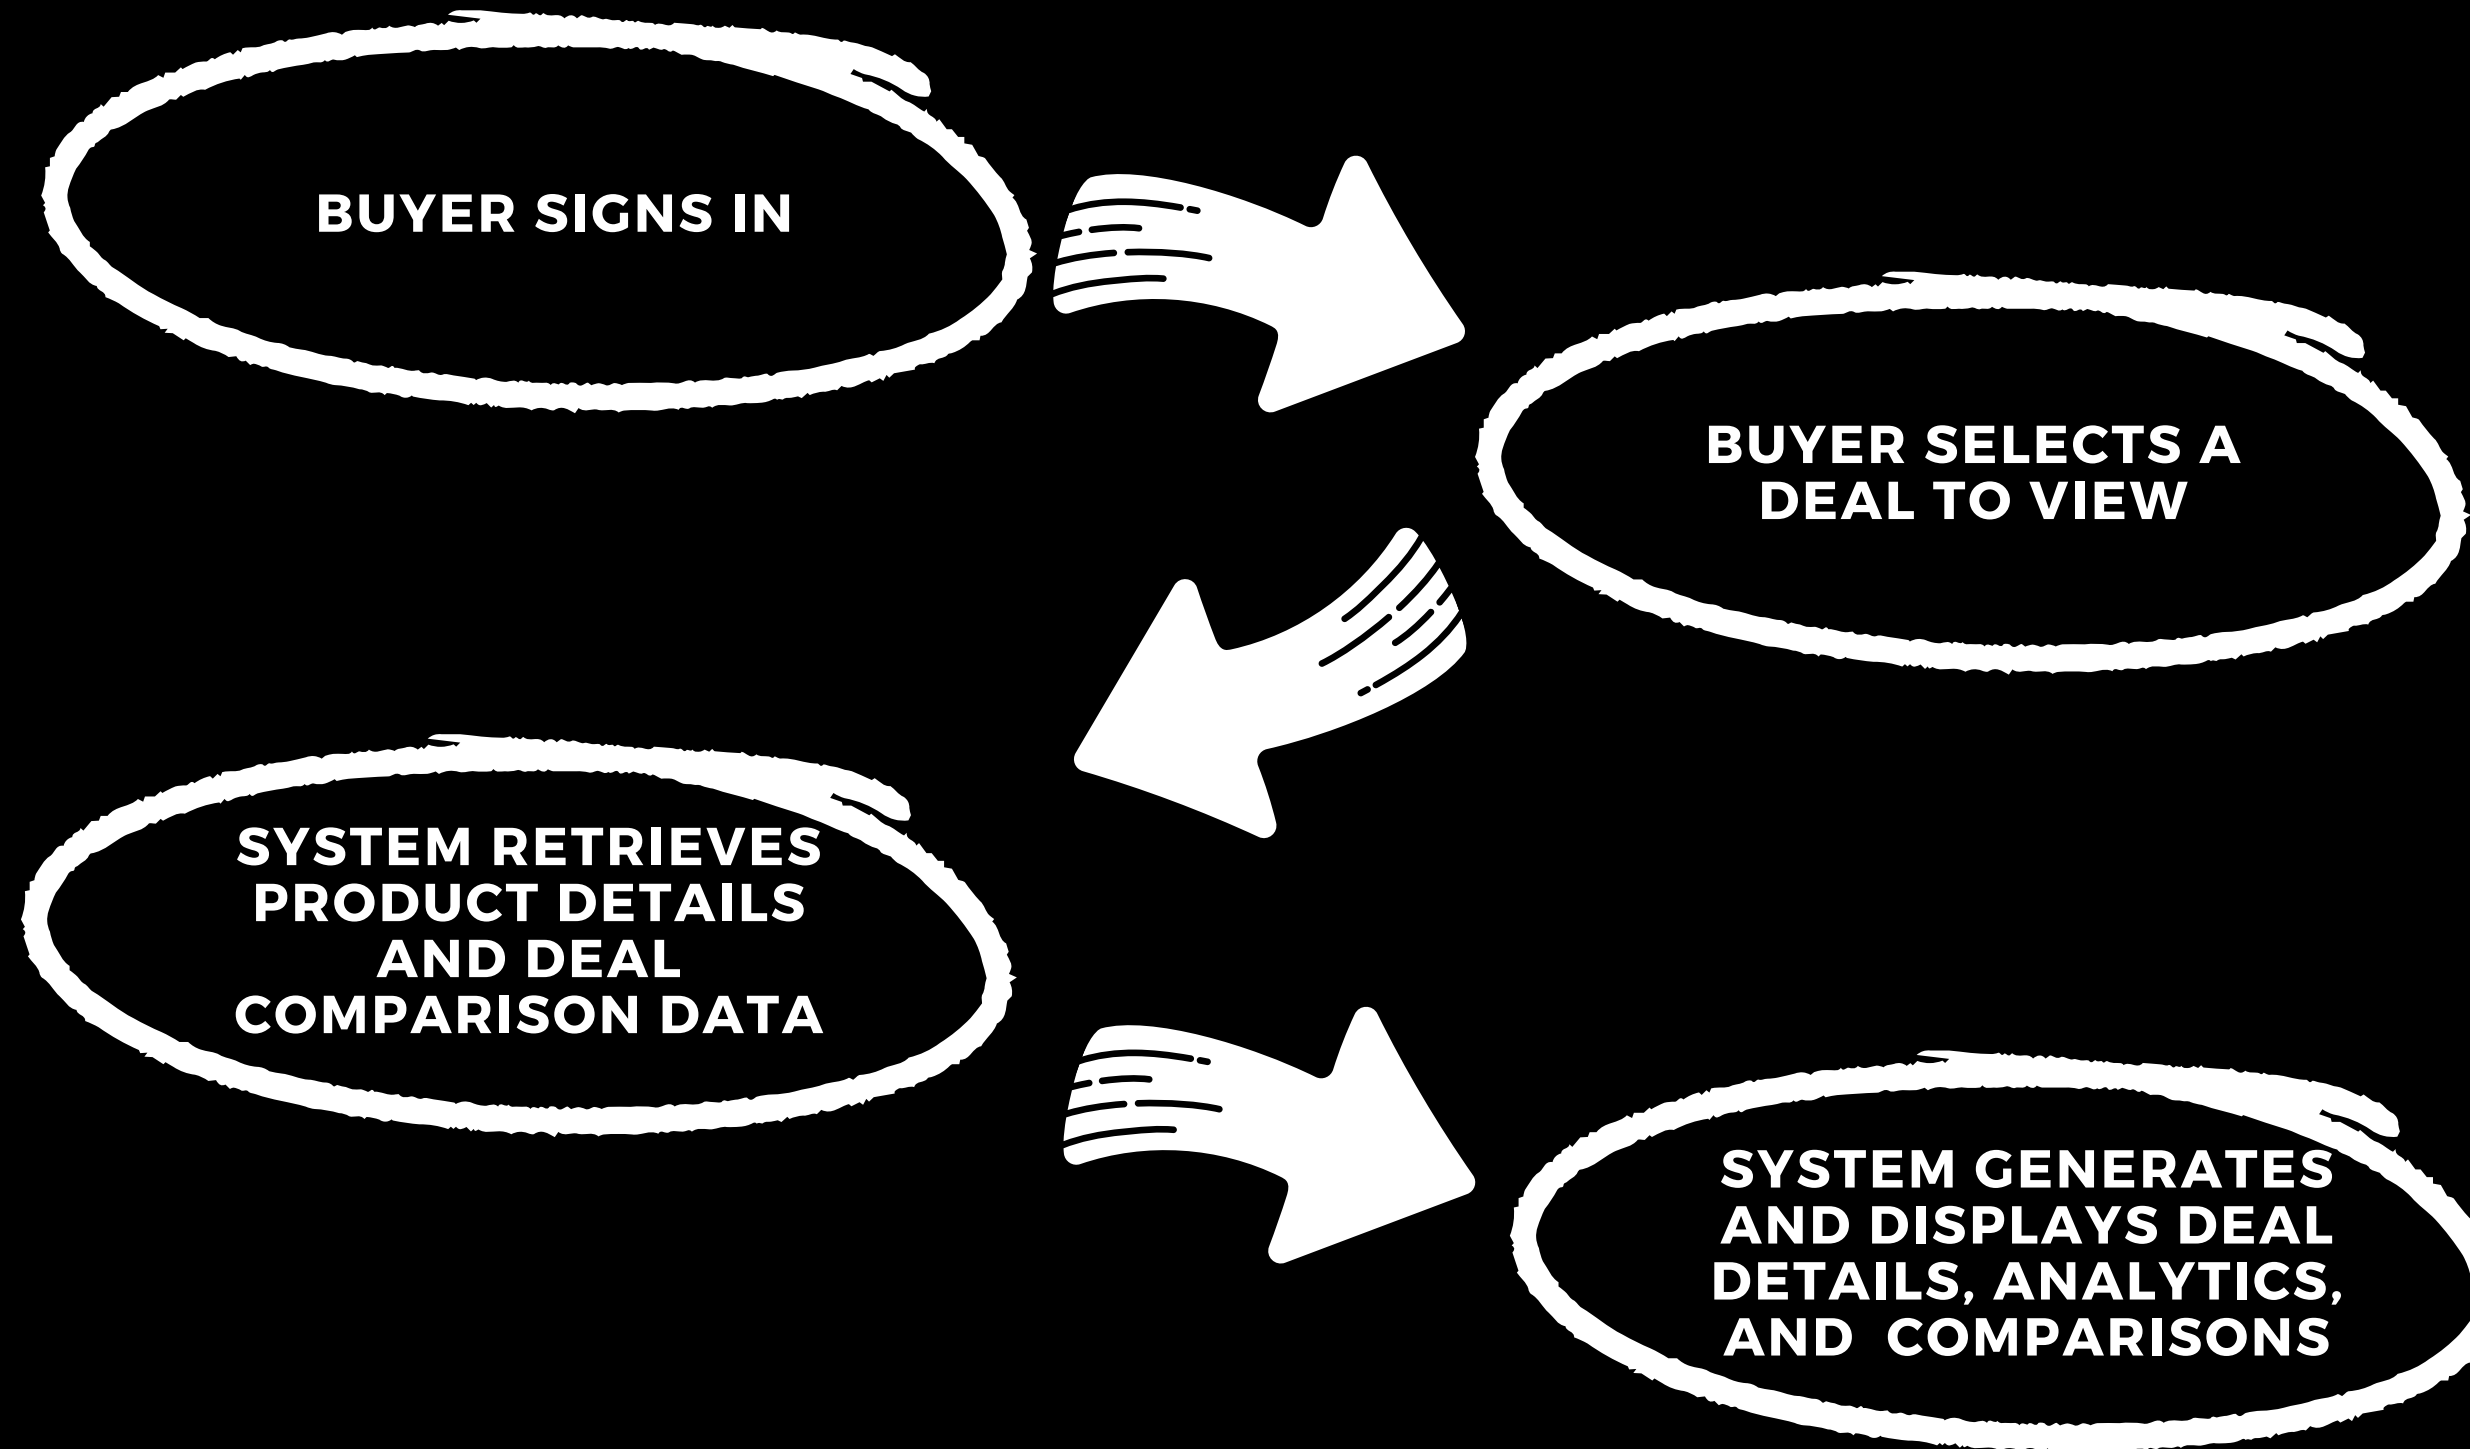 BUYER SIGNS IN
BUYER SELECTS A
DEAL TO VIEW
SYSTEM RETRIEVES
PRODUCT DETAILS
AND DEAL
COMPARISON DATA
SYSTEM GENERATES
AND DISPLAYS DEAL
DETAILS, ANALYTICS,
AND COMPARISONS